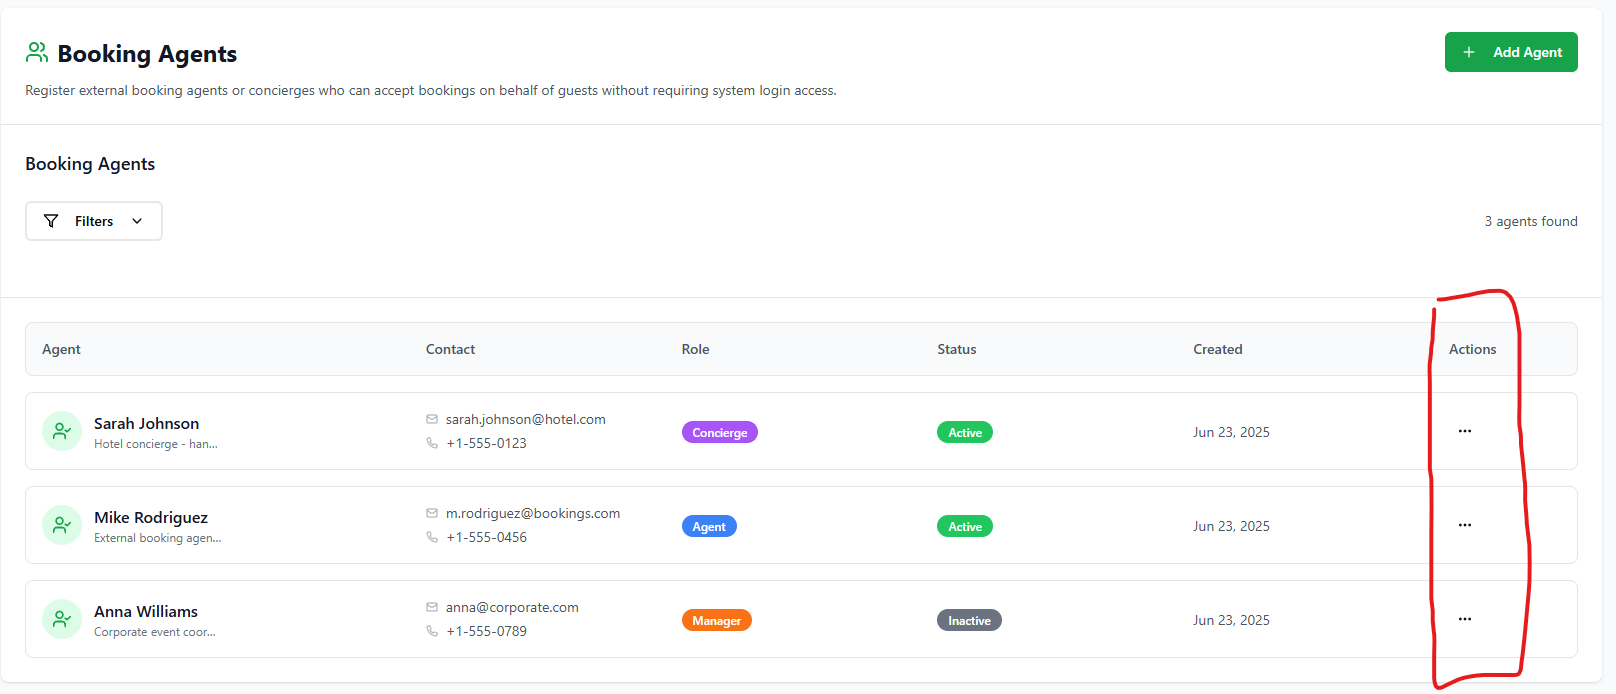 Booking Agents
Add Agent
Register external booking agents or concierges who can accept bookings on behalf of guests without requiring system login access.
Booking Agents
Filters
3 agents found
Agent Contact Role Status Created Actions
Sarah Johnson
Hotel concierge - han...
sarah.johnson@hotel.com
+1-555-0123
Concierge
Active
Jun 23, 2025
...
Mike Rodriguez
External booking agen...
m.rodriguez@bookings.com
+1-555-0456
Agent
Active
Jun 23, 2025
...
Anna Williams
Corporate event coor...
anna@corporate.com
+1-555-0789
Manager
Inactive
Jun 23, 2025
...